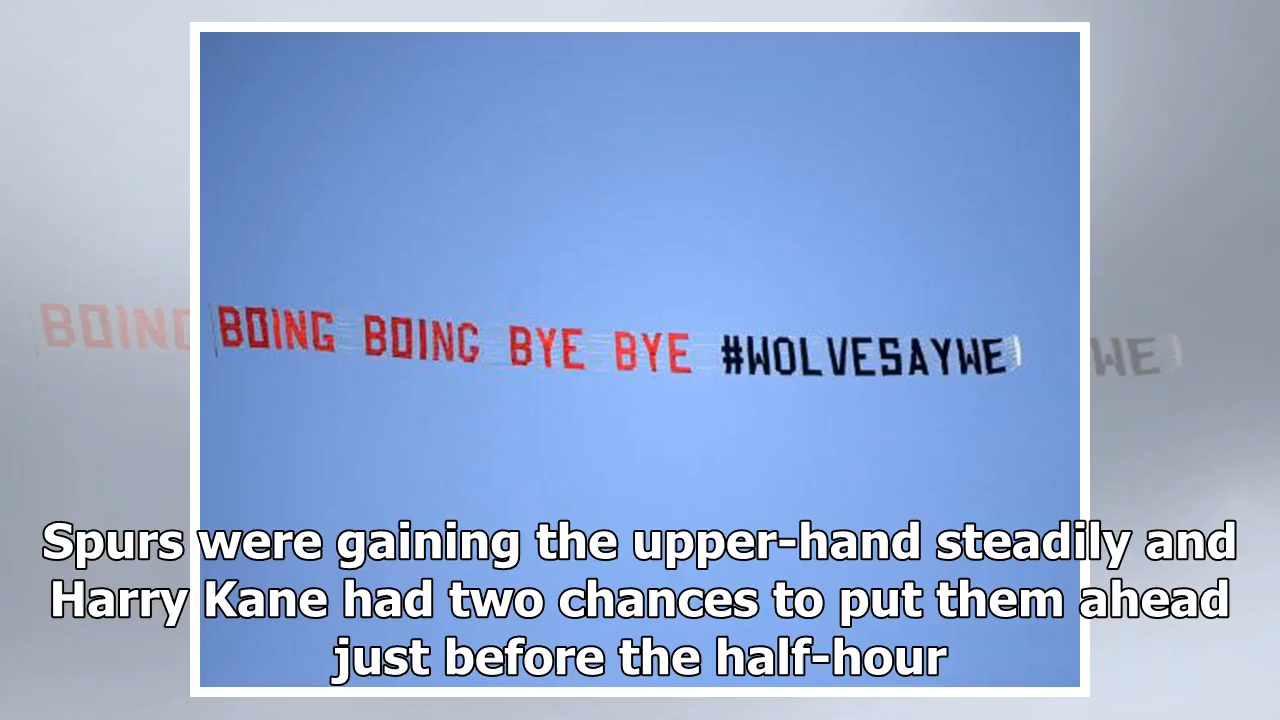 BOING BOING BYE BYE #WOLVESAYWE
Spurs were gaining the upper-hand steadily and
Harry Kane had two chances to put them ahead
just before the half-hour